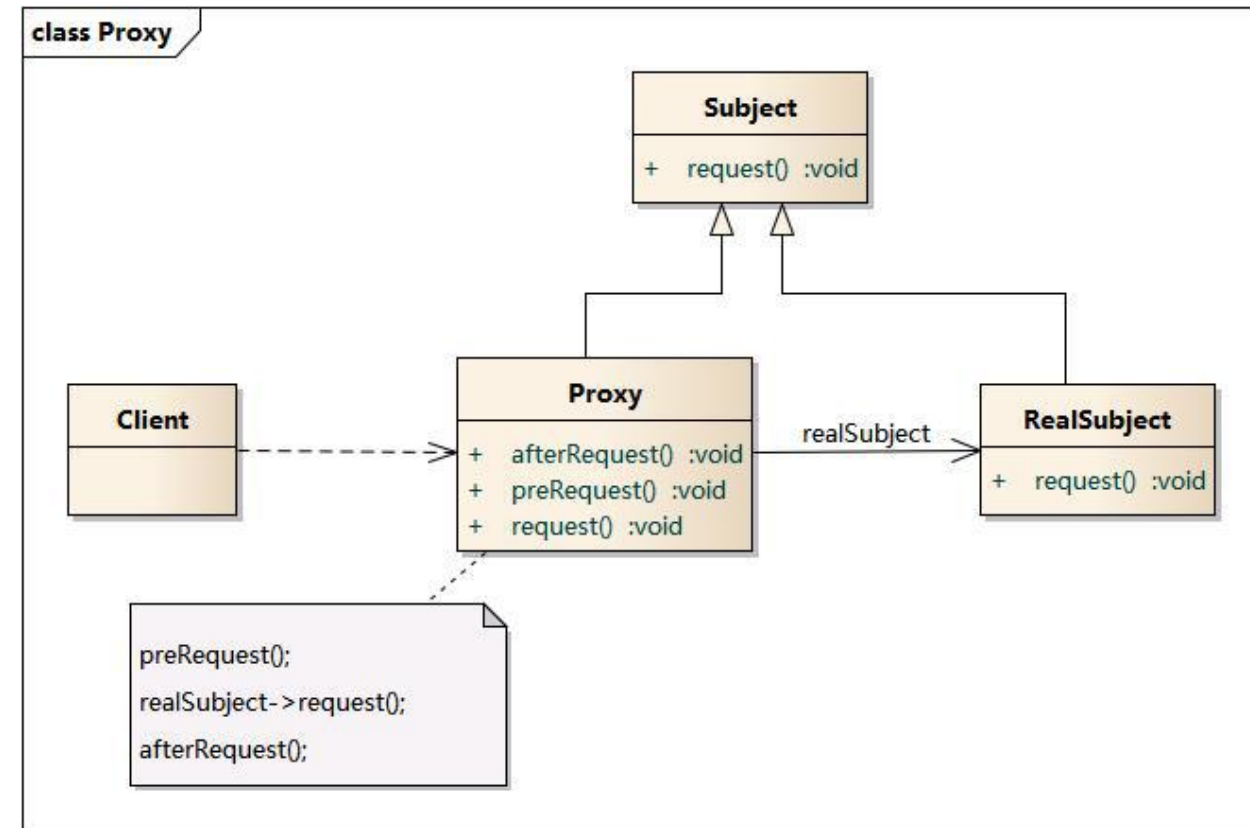 class Proxy
Subject
+ request() :void
Client
Proxy
+ afterRequest() :void
+ preRequest() :void
+ request() :void
realSubject
RealSubject
+ request() :void
preRequest();
realSubject->request();
afterRequest();